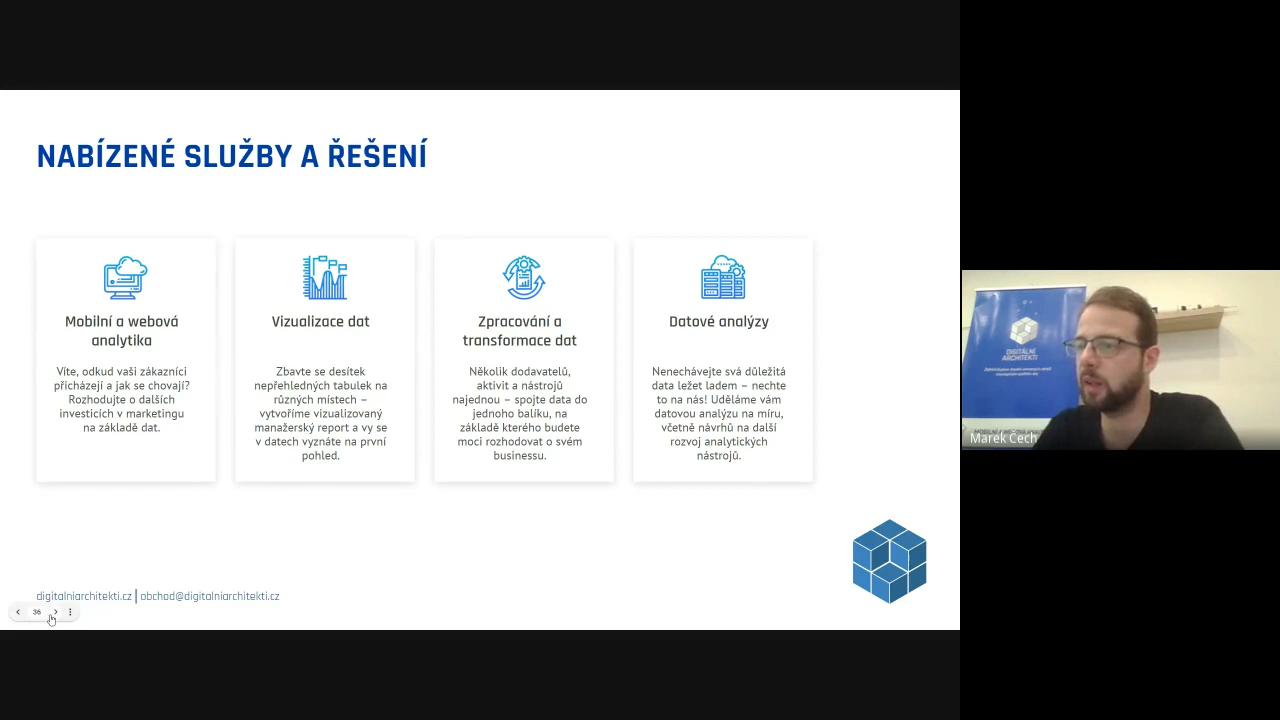 NABÍZENÉ SLUŽBY A ŘEŠENÍ
Mobilní a webová
analytika
Víte, odkud vaši zákazníci
přicházejí a jak se chovají?
Rozhodujte o dalších
investicích v marketingu
na základě dat.
Vizualizace dat
Zbavte se desítek
nepřehledných tabulek na
různých místech –
vytvoříme vizualizovaný
manažerský report a vy se
v datech vyznáte na první
pohled.
Zpracování a
transformace dat
Několik dodavatelů,
aktivit a nástrojů
najednou – spojte data do
jednoho balíku, na
základě kterého budete
moci rozhodovat o svém
businessu.
Datové analýzy
Nenechávejte svá důležitá
data ležet ladem – nechte
to na nás! Uděláme vám
datovou analýzu na míru,
včetně návrhů na další
rozvoj analytických
nástrojů.
digitalniarchitekti.cz | obchod@digitalniarchitekti.cz
36
DIGITÁLNÍ
ARCHITEKTI
Marek Čech